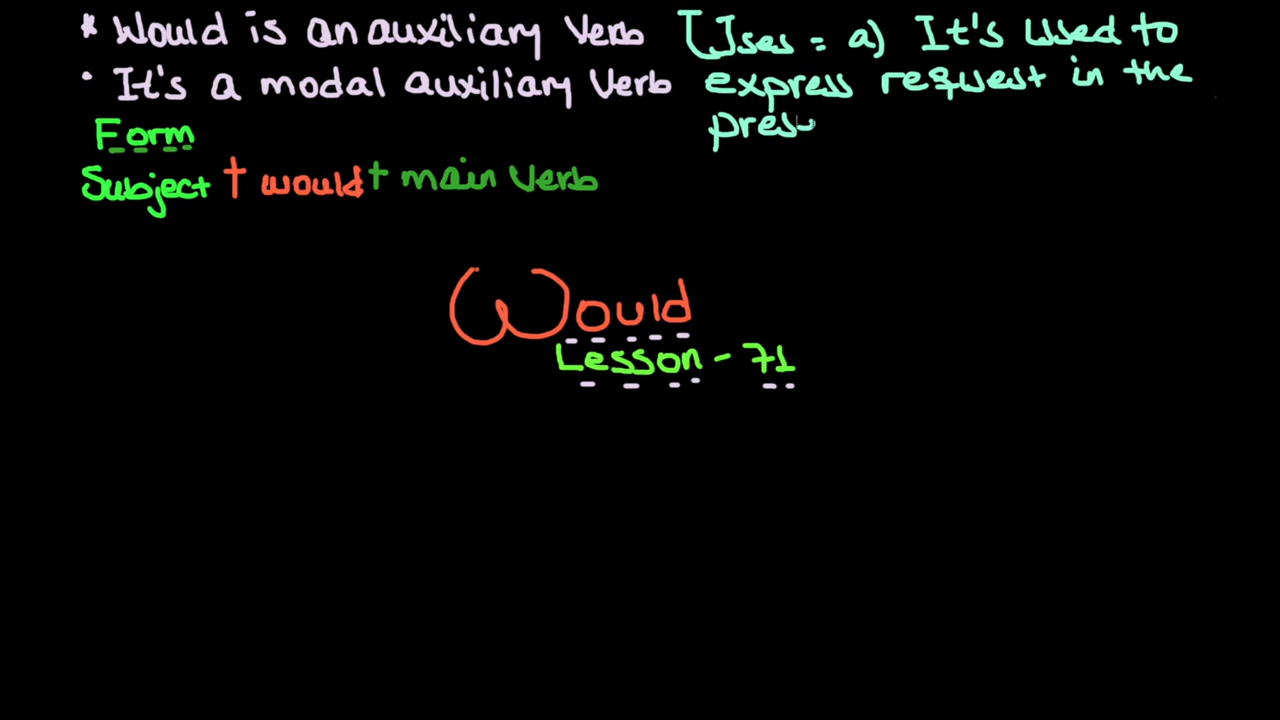 * Would is an auxiliary verb
• It's a modal auxiliary verb
Form
Subject + would + main verb
Uses = a) It's used to
express request in the
Would
Lesson - 71